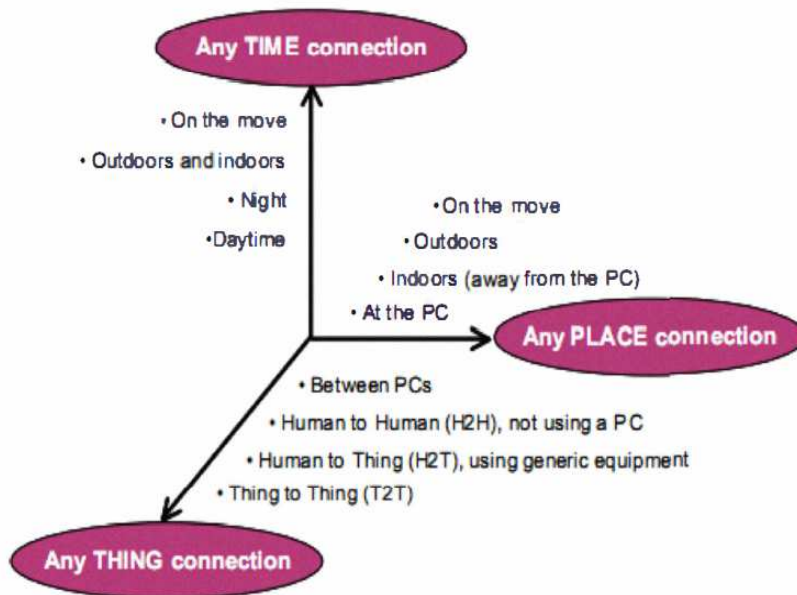 Any TIME connection
• On the move
• Outdoors and indoors
• Night
•Daytime
•On the move
• Outdoors
• Indoors (away from the PC)
• At the PC
Any PLACE connection
• Between PCs
• Human to Human (H2H), not using a PC
• Human to Thing (H2T), using generic equipment
• Thing to Thing (T2T)
Any THING connection